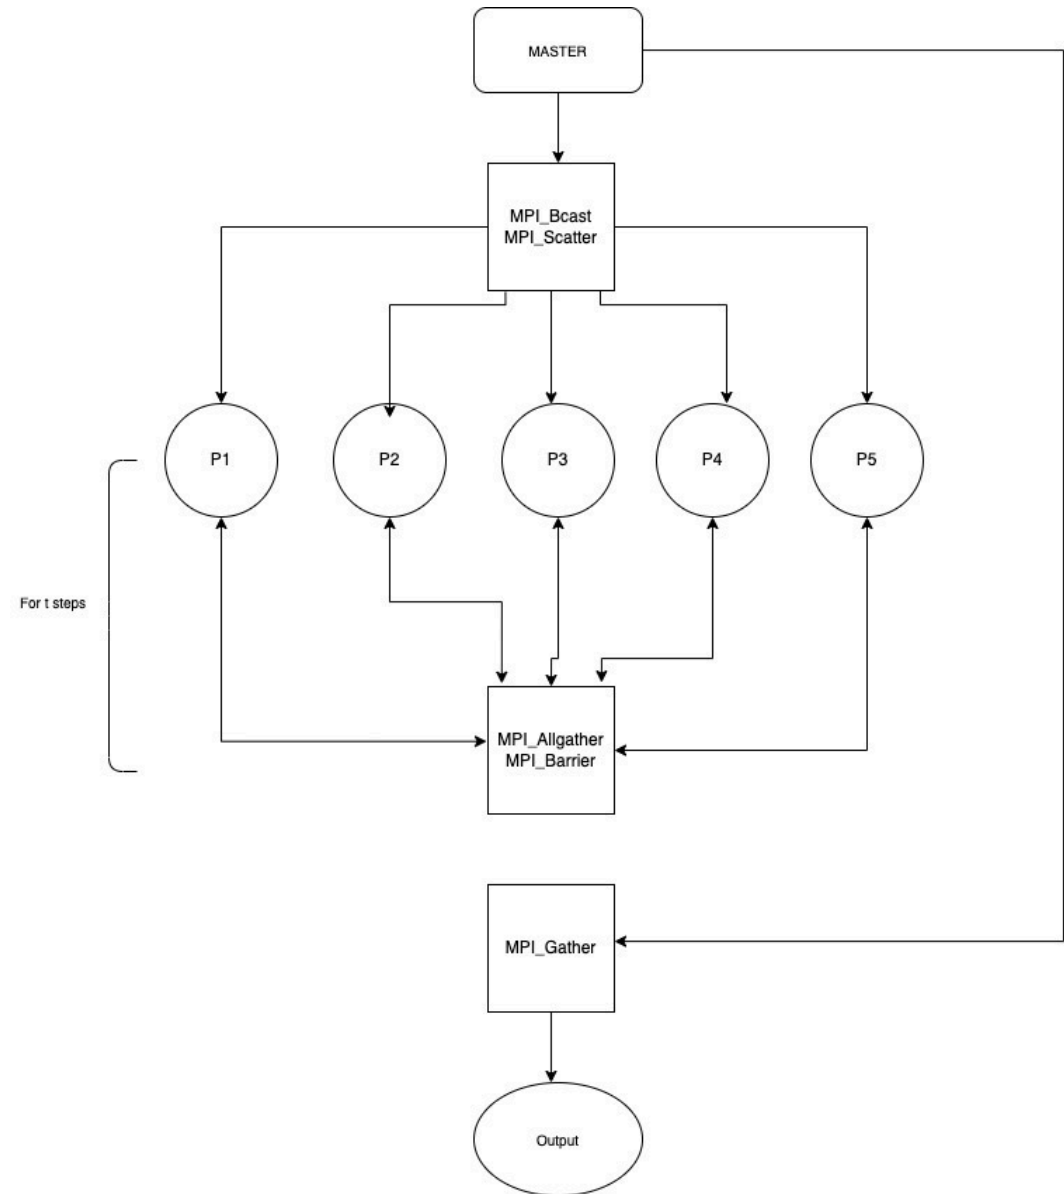 MASTER
MPI_Bcast
MPI_Scatter
P1
P2
P3
P4
P5
For t steps
MPI_Allgather
MPI_Barrier
MPI_Gather
Output